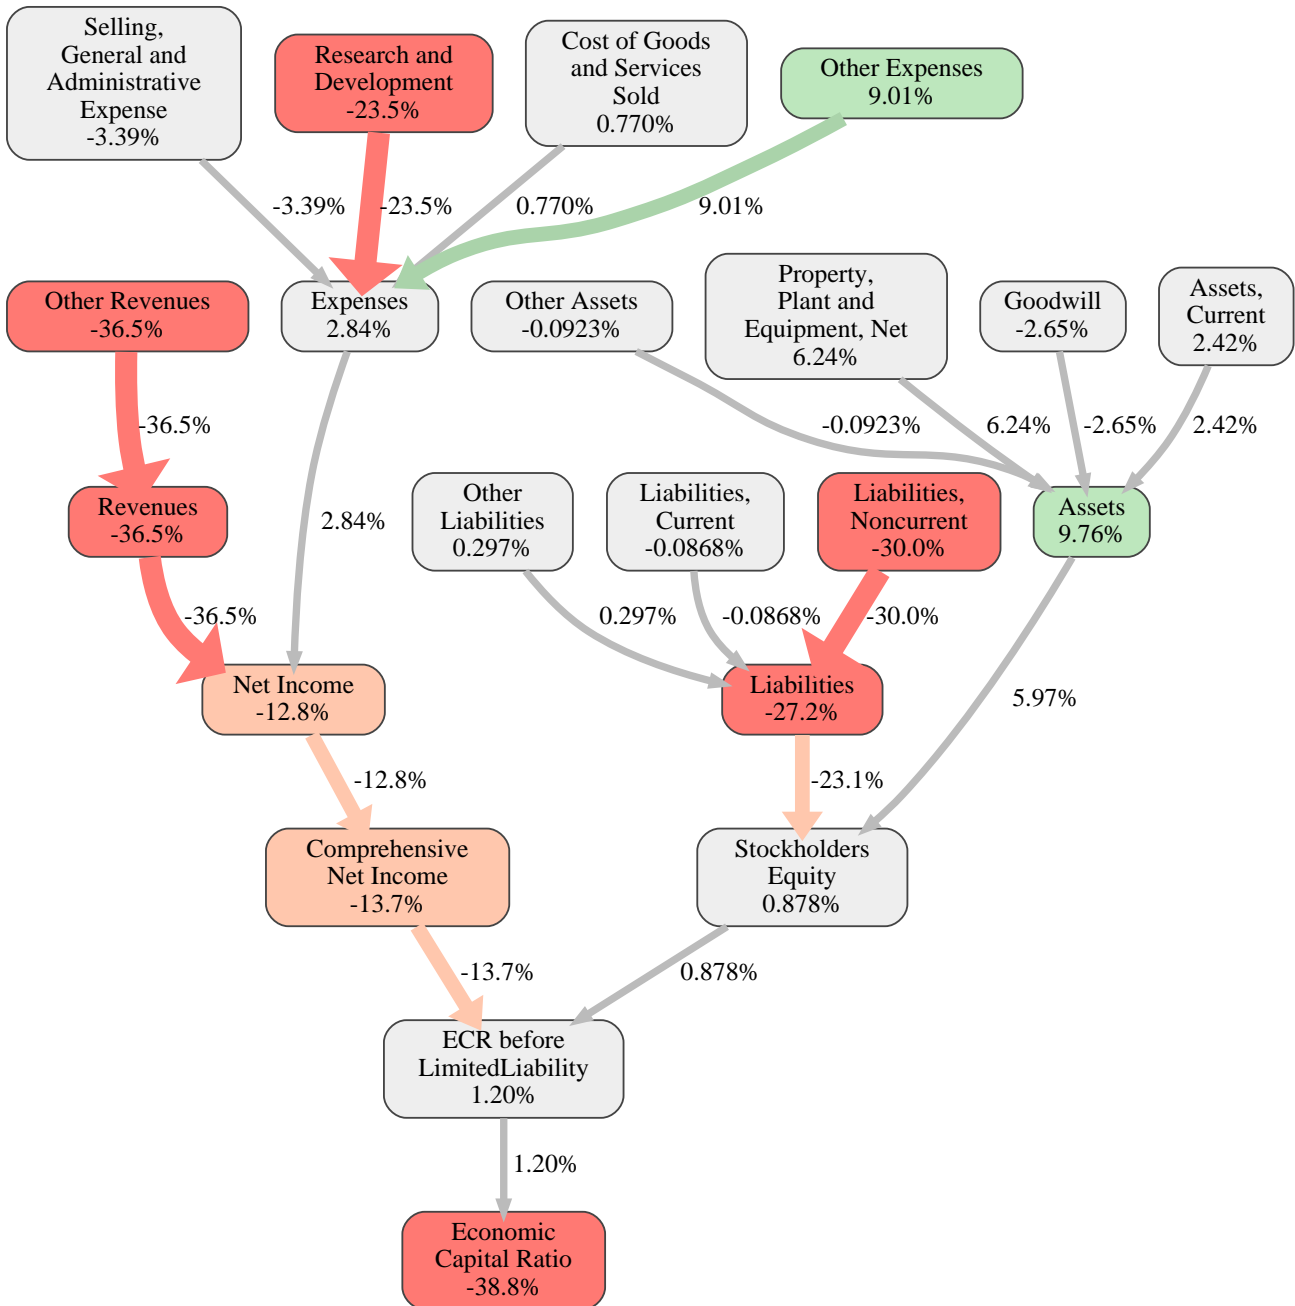 Selling,
General and
Administrative
Expense
-3.39%
Research and
Development
-23.5%
Cost of Goods
and Services
Sold
0.770%
Other Expenses
9.01%
-3.39%
-23.5%
0.770%
9.01%
Other Revenues
-36.5%
Expenses
2.84%
Other Assets
-0.0923%
Property,
Plant and
Equipment, Net
6.24%
Goodwill
-2.65%
Assets,
Current
2.42%
-36.5%
-0.0923%
6.24%
-2.65%
2.42%
Revenues
-36.5%
2.84%
Other
Liabilities
0.297%
Liabilities,
Current
-0.0868%
Liabilities,
Noncurrent
-30.0%
Assets
9.76%
-36.5%
0.297%
-0.0868%
-30.0%
Net Income
-12.8%
Liabilities
-27.2%
5.97%
-12.8%
-23.1%
Comprehensive
Net Income
-13.7%
Stockholders
Equity
0.878%
-13.7%
0.878%
ECR before
LimitedLiability
1.20%
1.20%
Economic
Capital Ratio
-38.8%